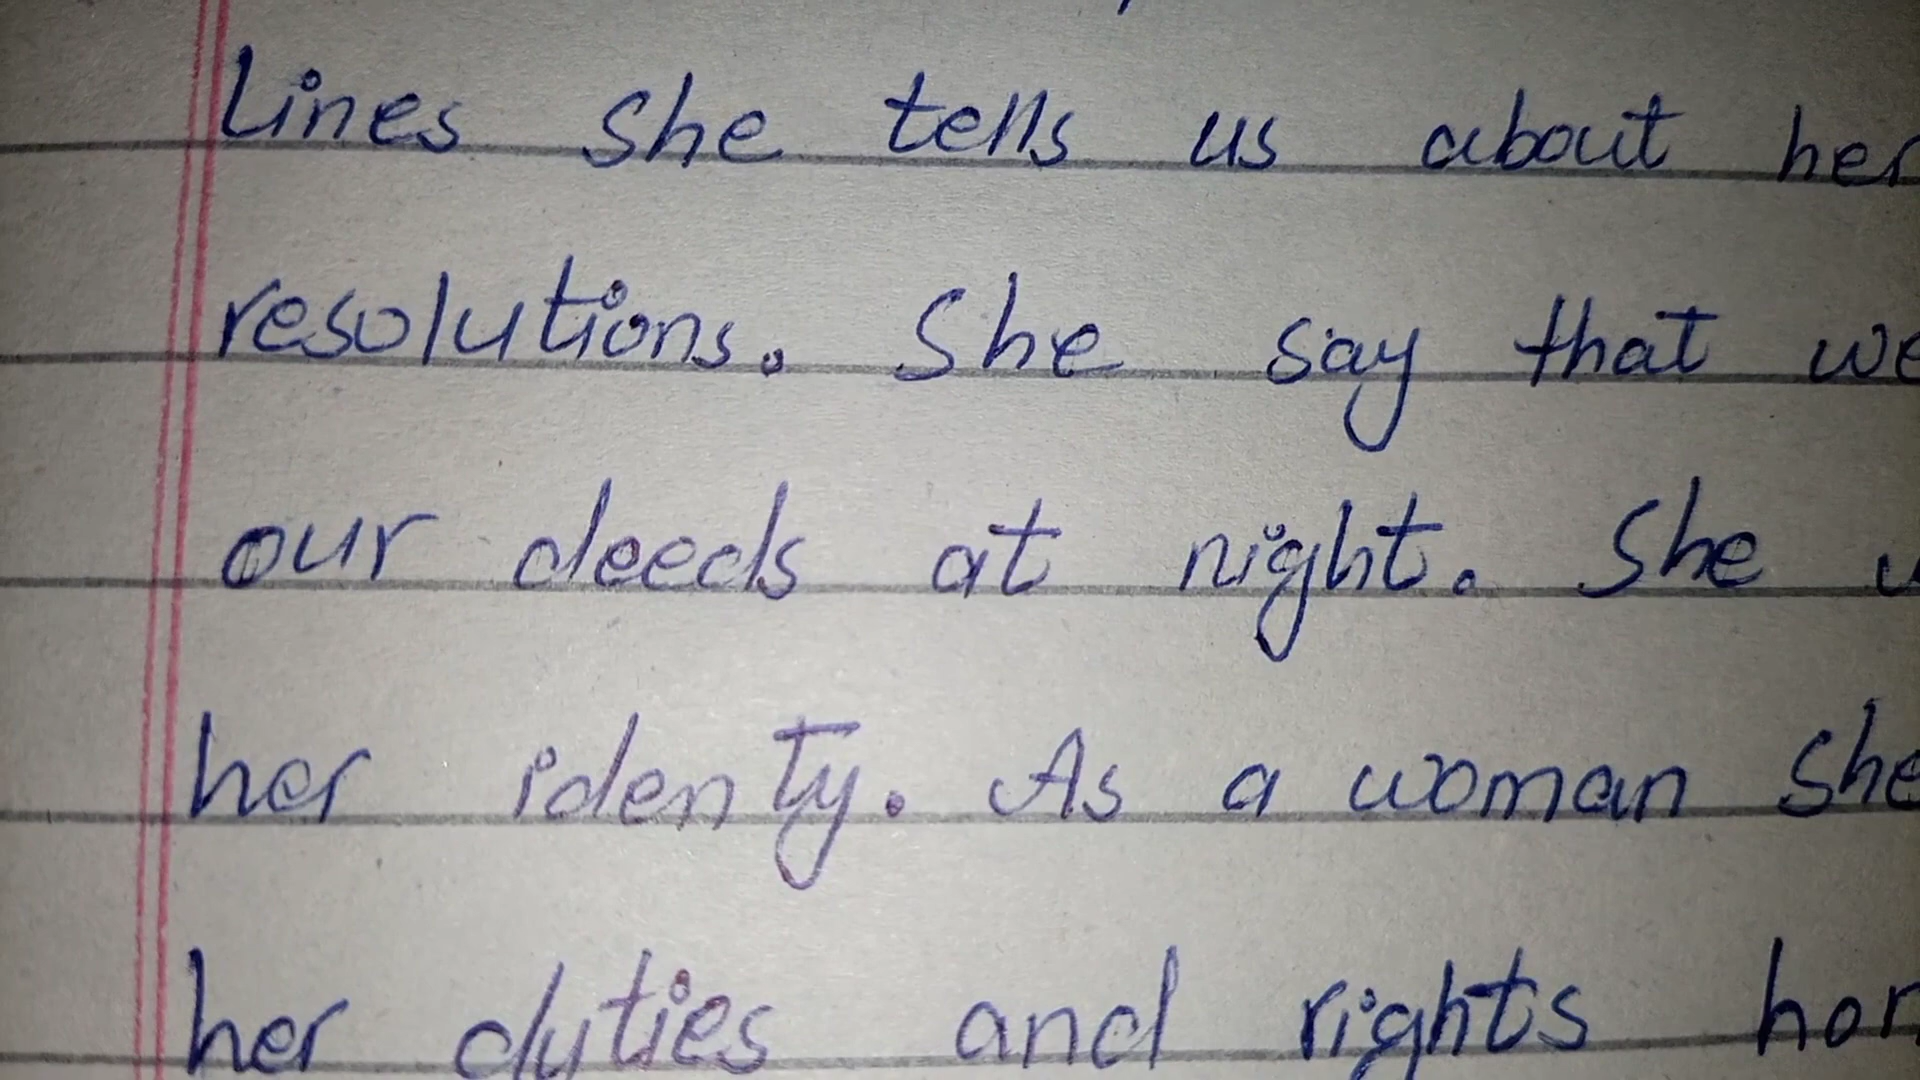 Lines she tells us about her
resolutions. She say that we
our deeds at night. She
her identy. As a woman she
her duties and rights